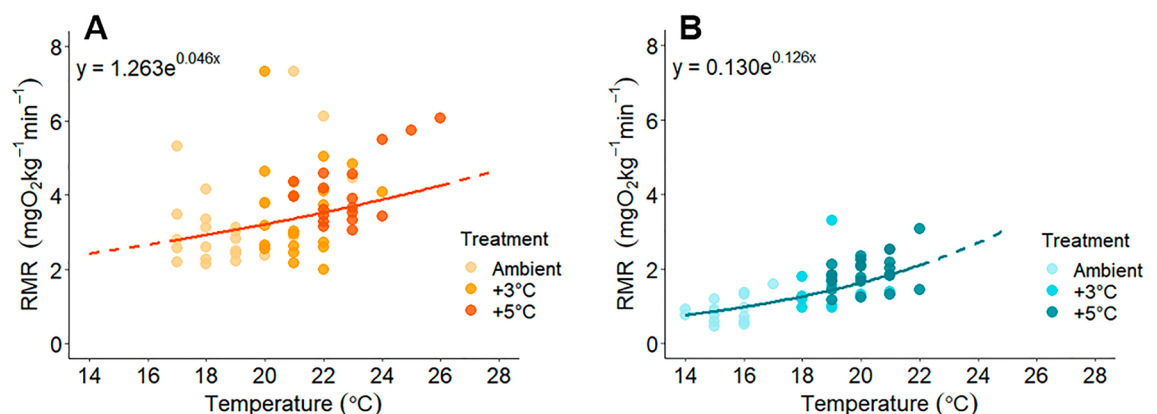 A
y = 1.263e^0.046x
RMR (mgO₂kg⁻¹min⁻¹)
8
6
4
2
0
Treatment
Ambient
+3°C
+5°C
14 16 18 20 22 24 26 28
Temperature (°C)
B
y = 0.130e^0.126x
RMR (mgO₂kg⁻¹min⁻¹)
8
6
4
2
0
Treatment
Ambient
+3°C
+5°C
14 16 18 20 22 24 26 28
Temperature (°C)